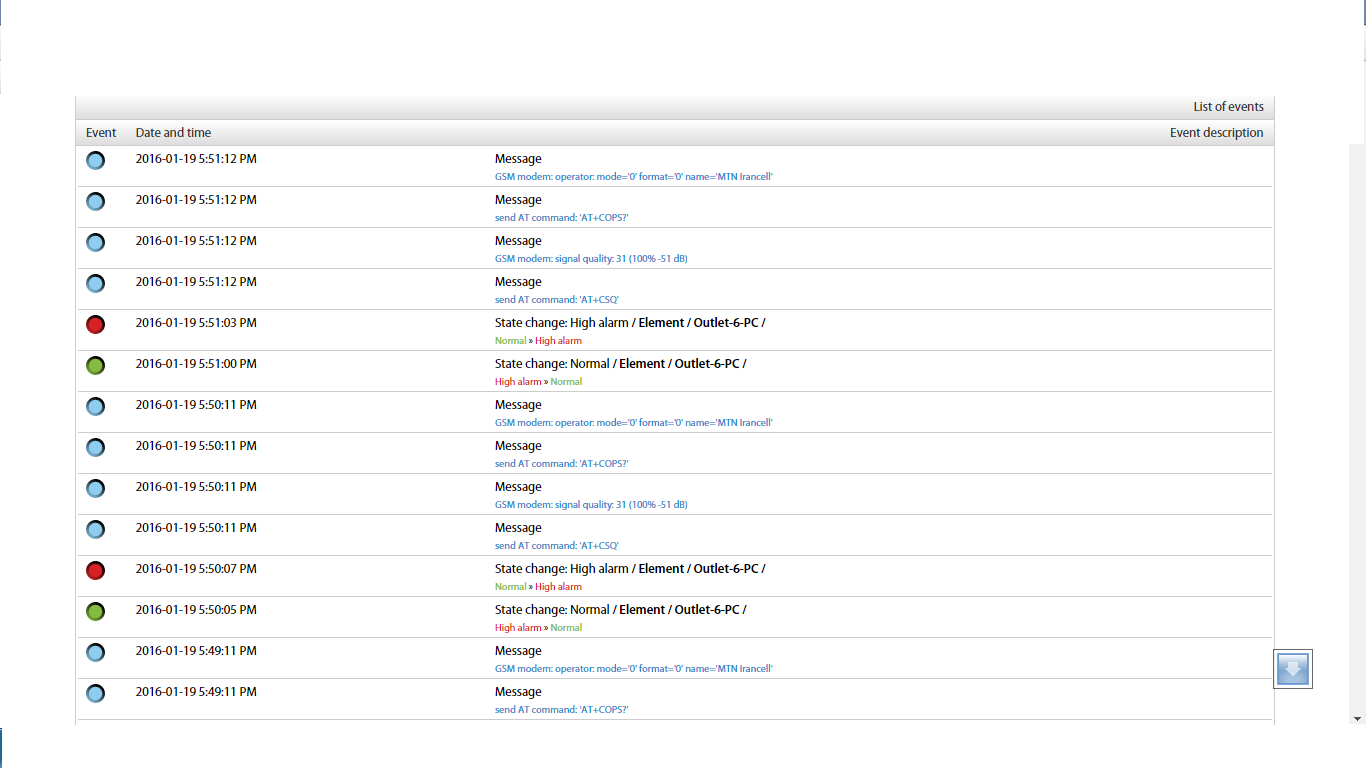 List of events
Event Date and time Event description
2016-01-19 5:51:12 PM Message
GSM modem: operator: mode='0' format='0' name='MTN Irancell'
2016-01-19 5:51:12 PM Message
send AT command: 'AT+COPS?'
2016-01-19 5:51:12 PM Message
GSM modem: signal quality: 31 (100% -51 dB)
2016-01-19 5:51:12 PM Message
send AT command: 'AT+CSQ'
2016-01-19 5:51:03 PM State change: High alarm / Element / Outlet-6-PC /
Normal » High alarm
2016-01-19 5:51:00 PM State change: Normal / Element / Outlet-6-PC /
High alarm » Normal
2016-01-19 5:50:11 PM Message
GSM modem: operator: mode='0' format='0' name='MTN Irancell'
2016-01-19 5:50:11 PM Message
send AT command: 'AT+COPS?'
2016-01-19 5:50:11 PM Message
GSM modem: signal quality: 31 (100% -51 dB)
2016-01-19 5:50:11 PM Message
send AT command: 'AT+CSQ'
2016-01-19 5:50:07 PM State change: High alarm / Element / Outlet-6-PC /
Normal » High alarm
2016-01-19 5:50:05 PM State change: Normal / Element / Outlet-6-PC /
High alarm » Normal
2016-01-19 5:49:11 PM Message
GSM modem: operator: mode='0' format='0' name='MTN Irancell'
2016-01-19 5:49:11 PM Message
send AT command: 'AT+COPS?'